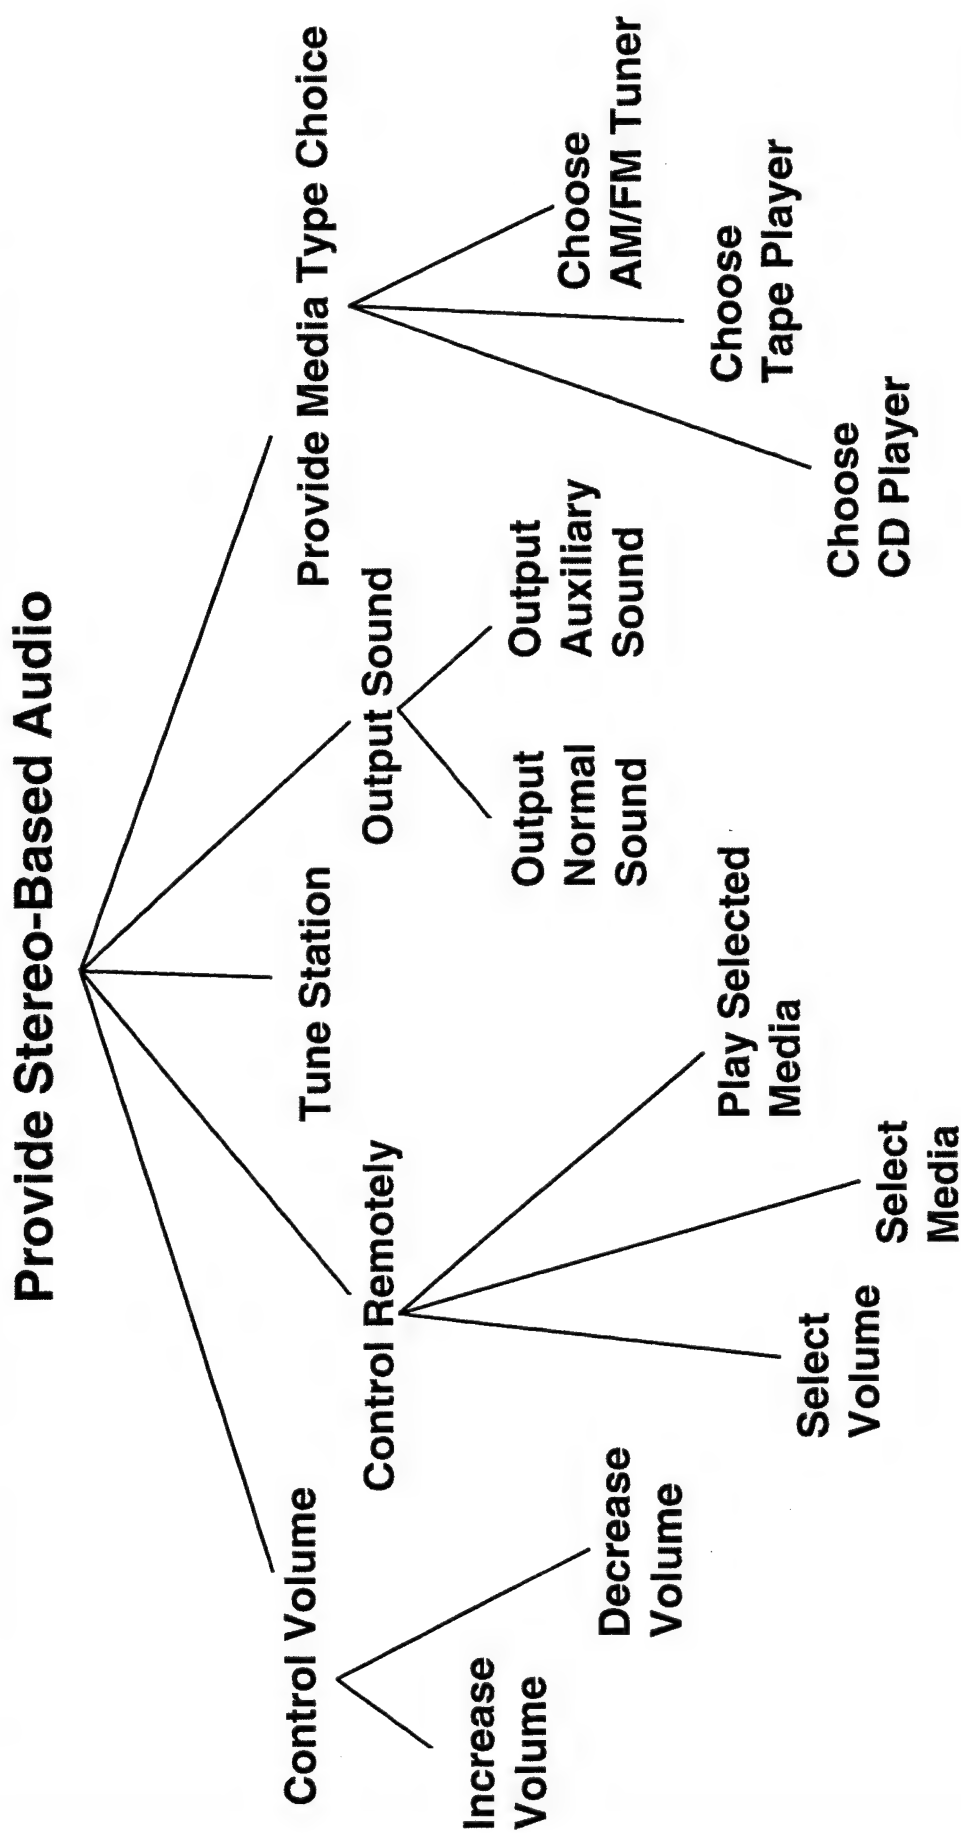 Provide Stereo-Based Audio
Control Volume
Increase
Volume
Decrease
Volume
Control Remotely
Select
Volume
Select
Media
Play Selected
Media
Tune Station
Output Sound
Output
Normal
Sound
Output
Auxiliary
Sound
Provide Media Type Choice
Choose
CD Player
Choose
Tape Player
Choose
AM/FM Tuner